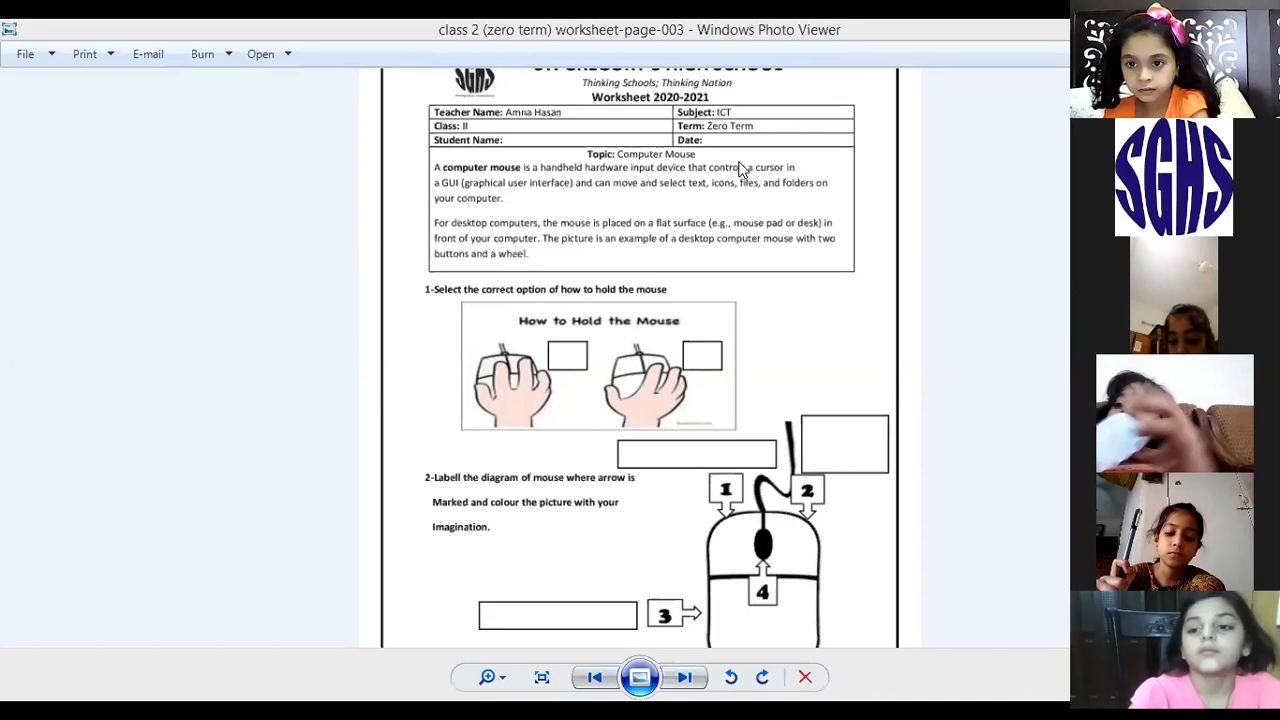 class 2 (zero term) worksheet-page-003 - Windows Photo Viewer
File Print E-mail Burn Open
SGHS
Thinking Schools; Thinking Nation
Worksheet 2020-2021
Teacher Name: Amna Hasan Subject: ICT
Class: II Term: Zero Term
Student Name: Date:
Topic: Computer Mouse
A computer mouse is a handheld hardware input device that controls a cursor in
a GUI (graphical user interface) and can move and select text, icons, files, and folders on
your computer.
For desktop computers, the mouse is placed on a flat surface (e.g., mouse pad or desk) in
front of your computer. The picture is an example of a desktop computer mouse with two
buttons and a wheel.
1-Select the correct option of how to hold the mouse
How to Hold the Mouse
2-Labell the diagram of mouse where arrow is
Marked and colour the picture with your
Imagination.
1
2
4
3
SGHS